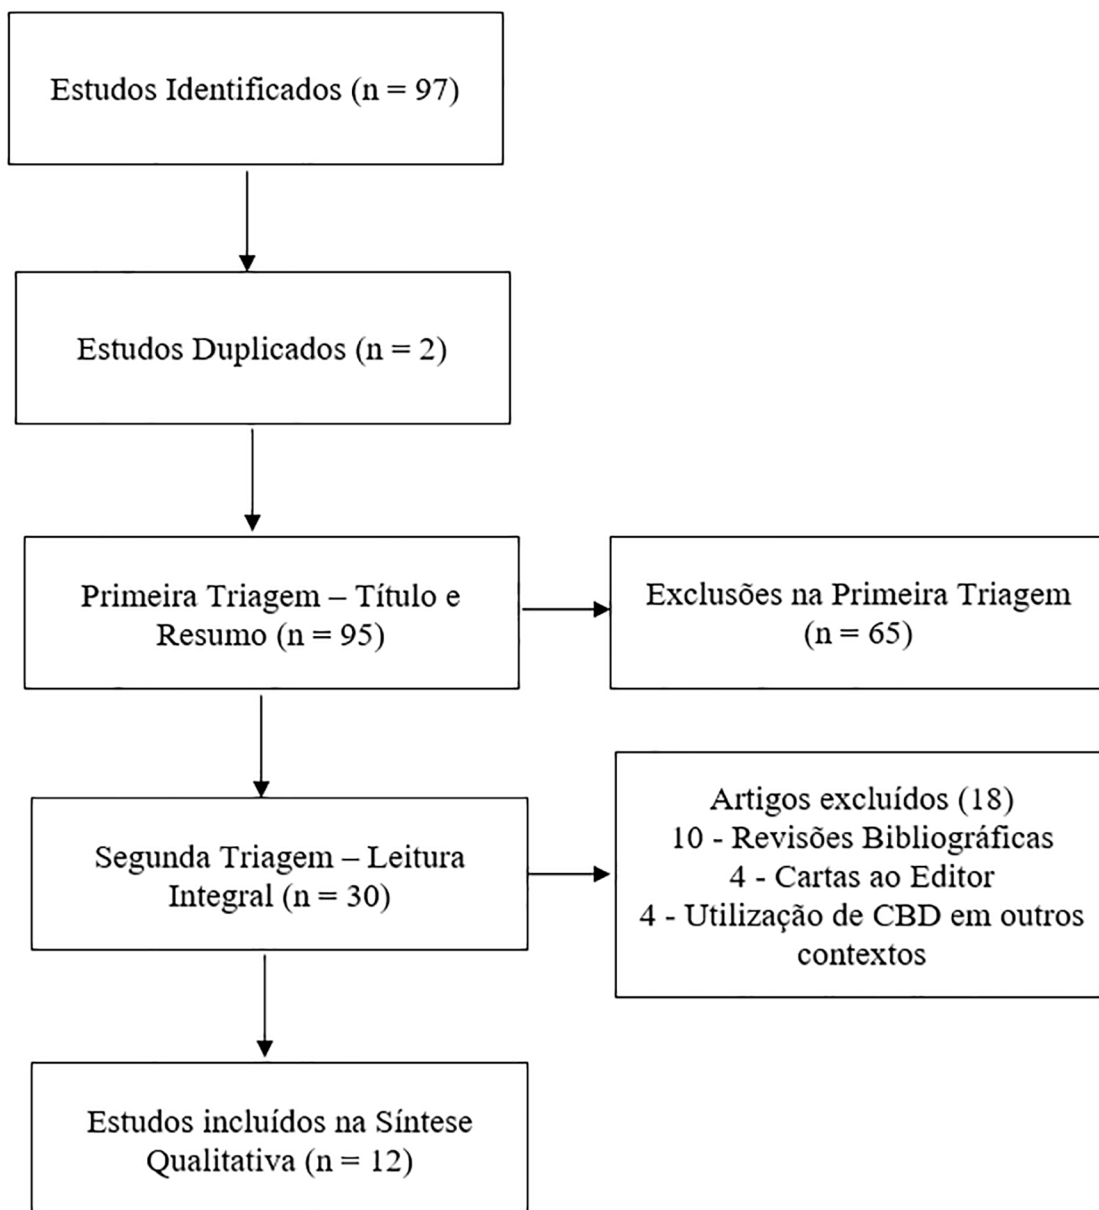 Estudos Identificados (n = 97)
Estudos Duplicados (n = 2)
Primeira Triagem – Título e
Resumo (n = 95)
Exclusões na Primeira Triagem
(n = 65)
Segunda Triagem – Leitura
Integral (n = 30)
Artigos excluídos (18)
10 - Revisões Bibliográficas
4 - Cartas ao Editor
4 - Utilização de CBD em outros
contextos
Estudos incluídos na Síntese
Qualitativa (n = 12)